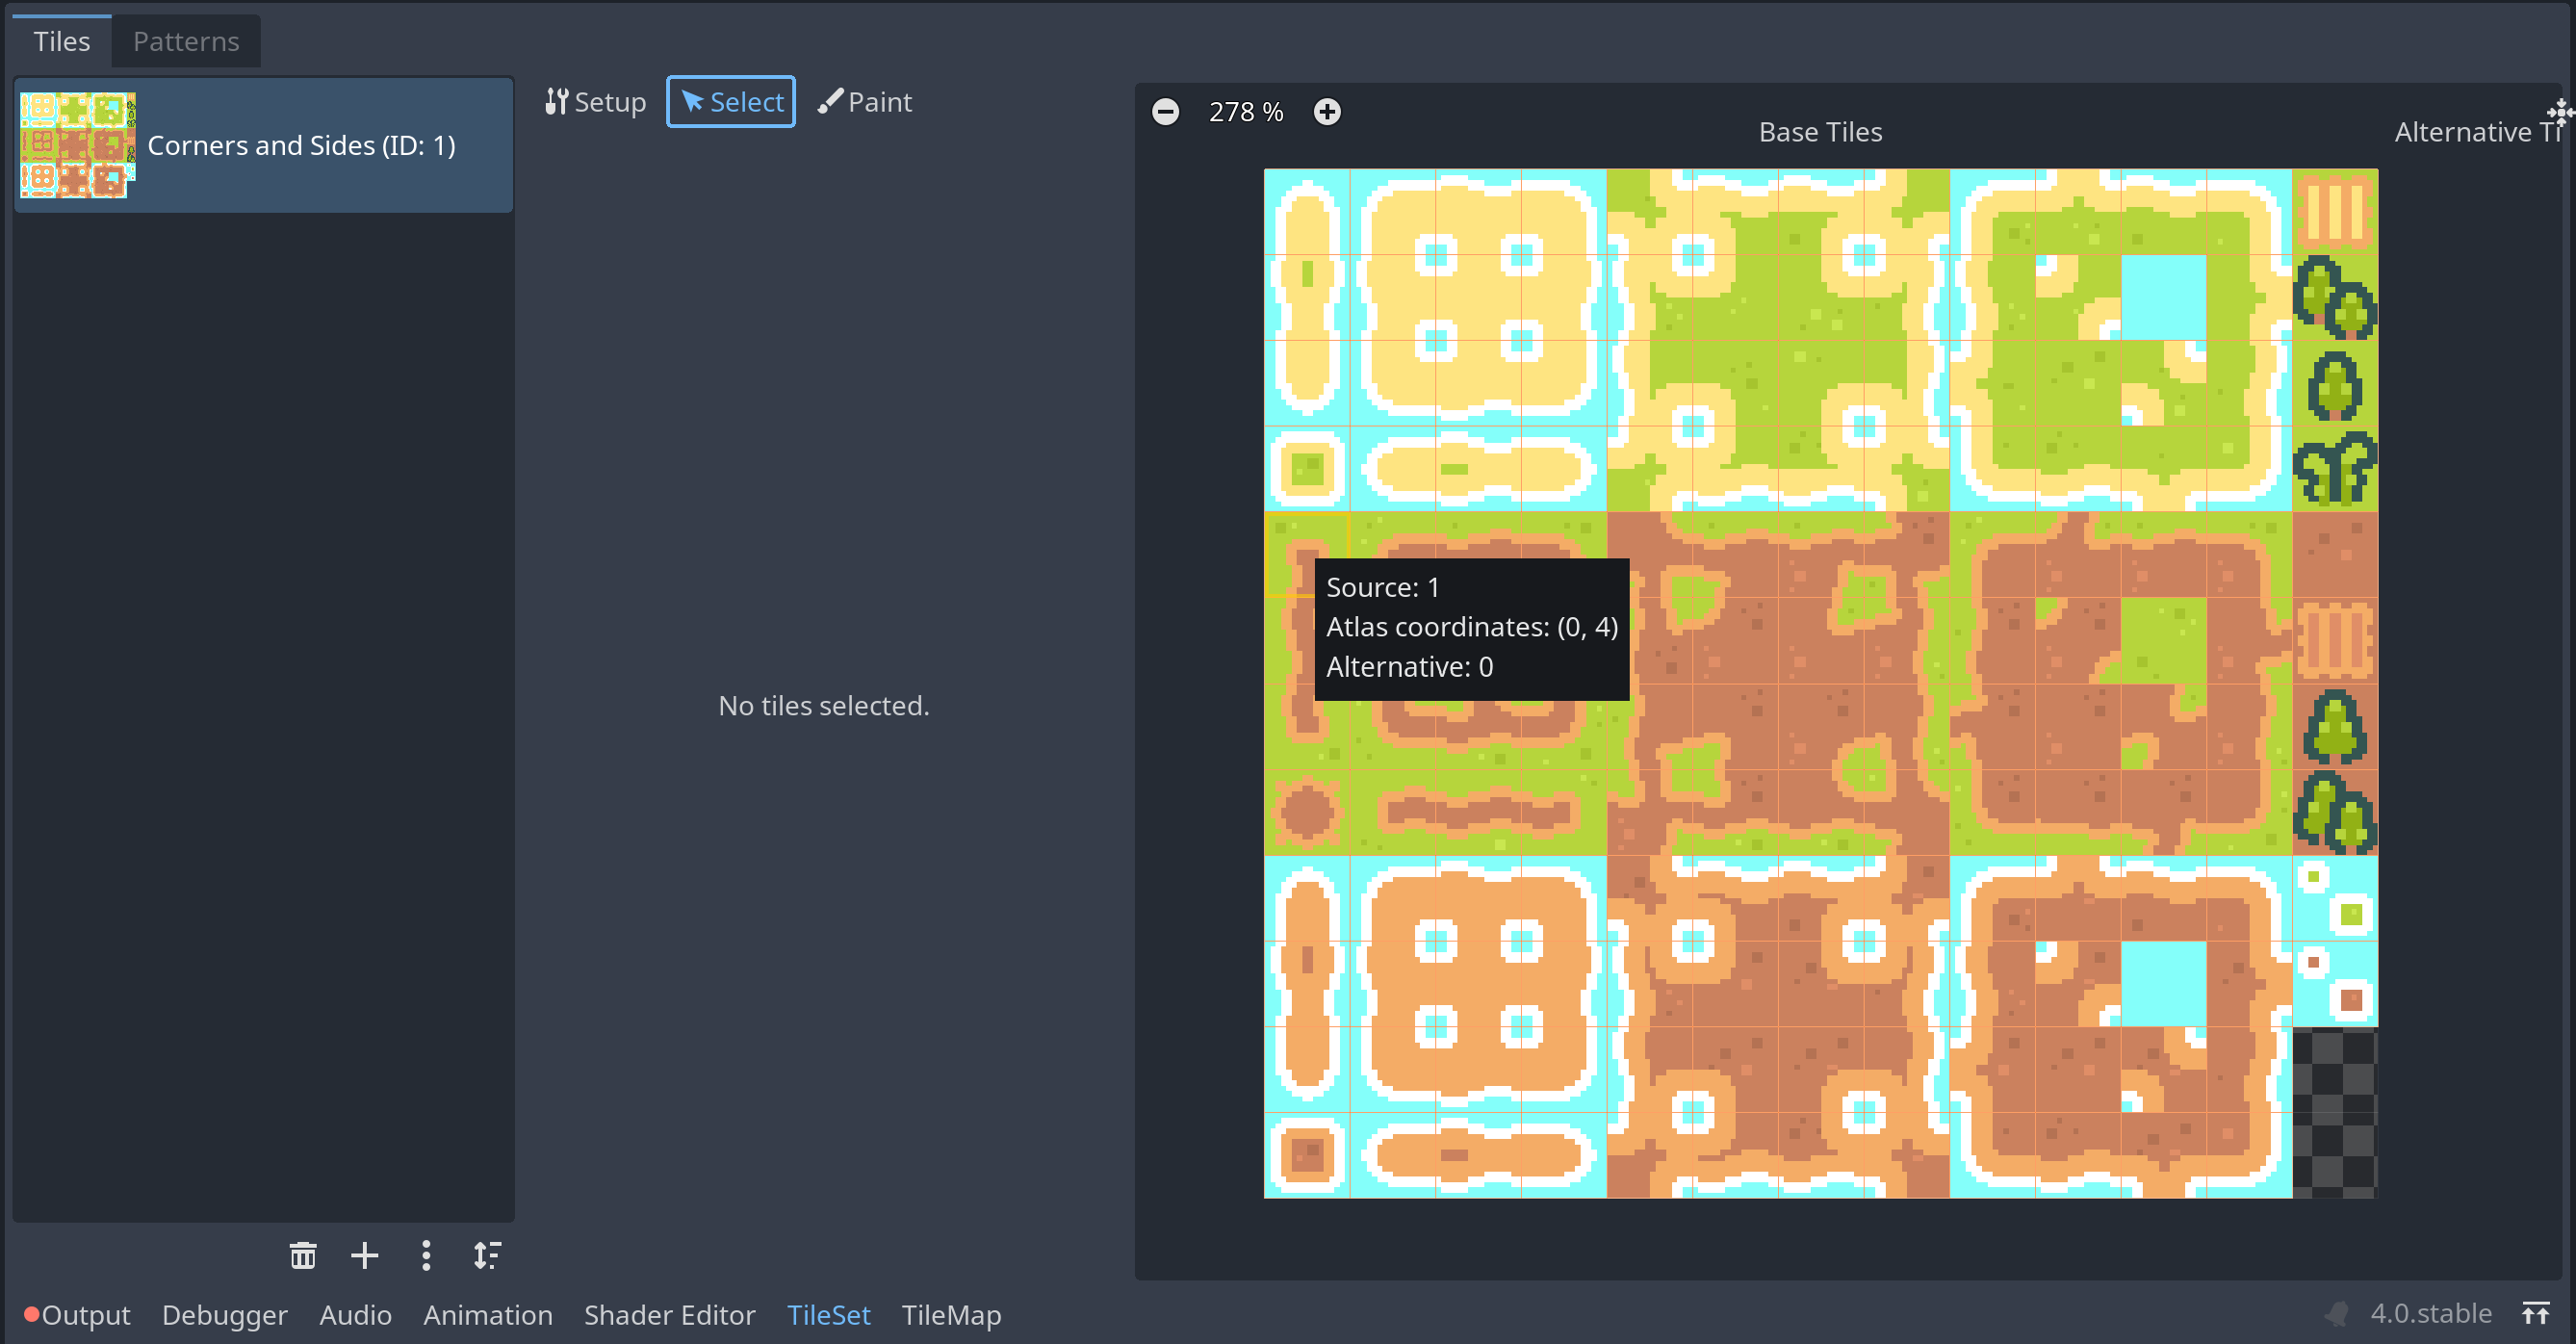 Tiles
Patterns
Corners and Sides (ID: 1)
Setup
Select
Paint
No tiles selected.
278 %
Base Tiles
Alternative Ti
Source: 1
Atlas coordinates: (0, 4)
Alternative: 0
Output
Debugger
Audio
Animation
Shader Editor
TileSet
TileMap
4.0.stable